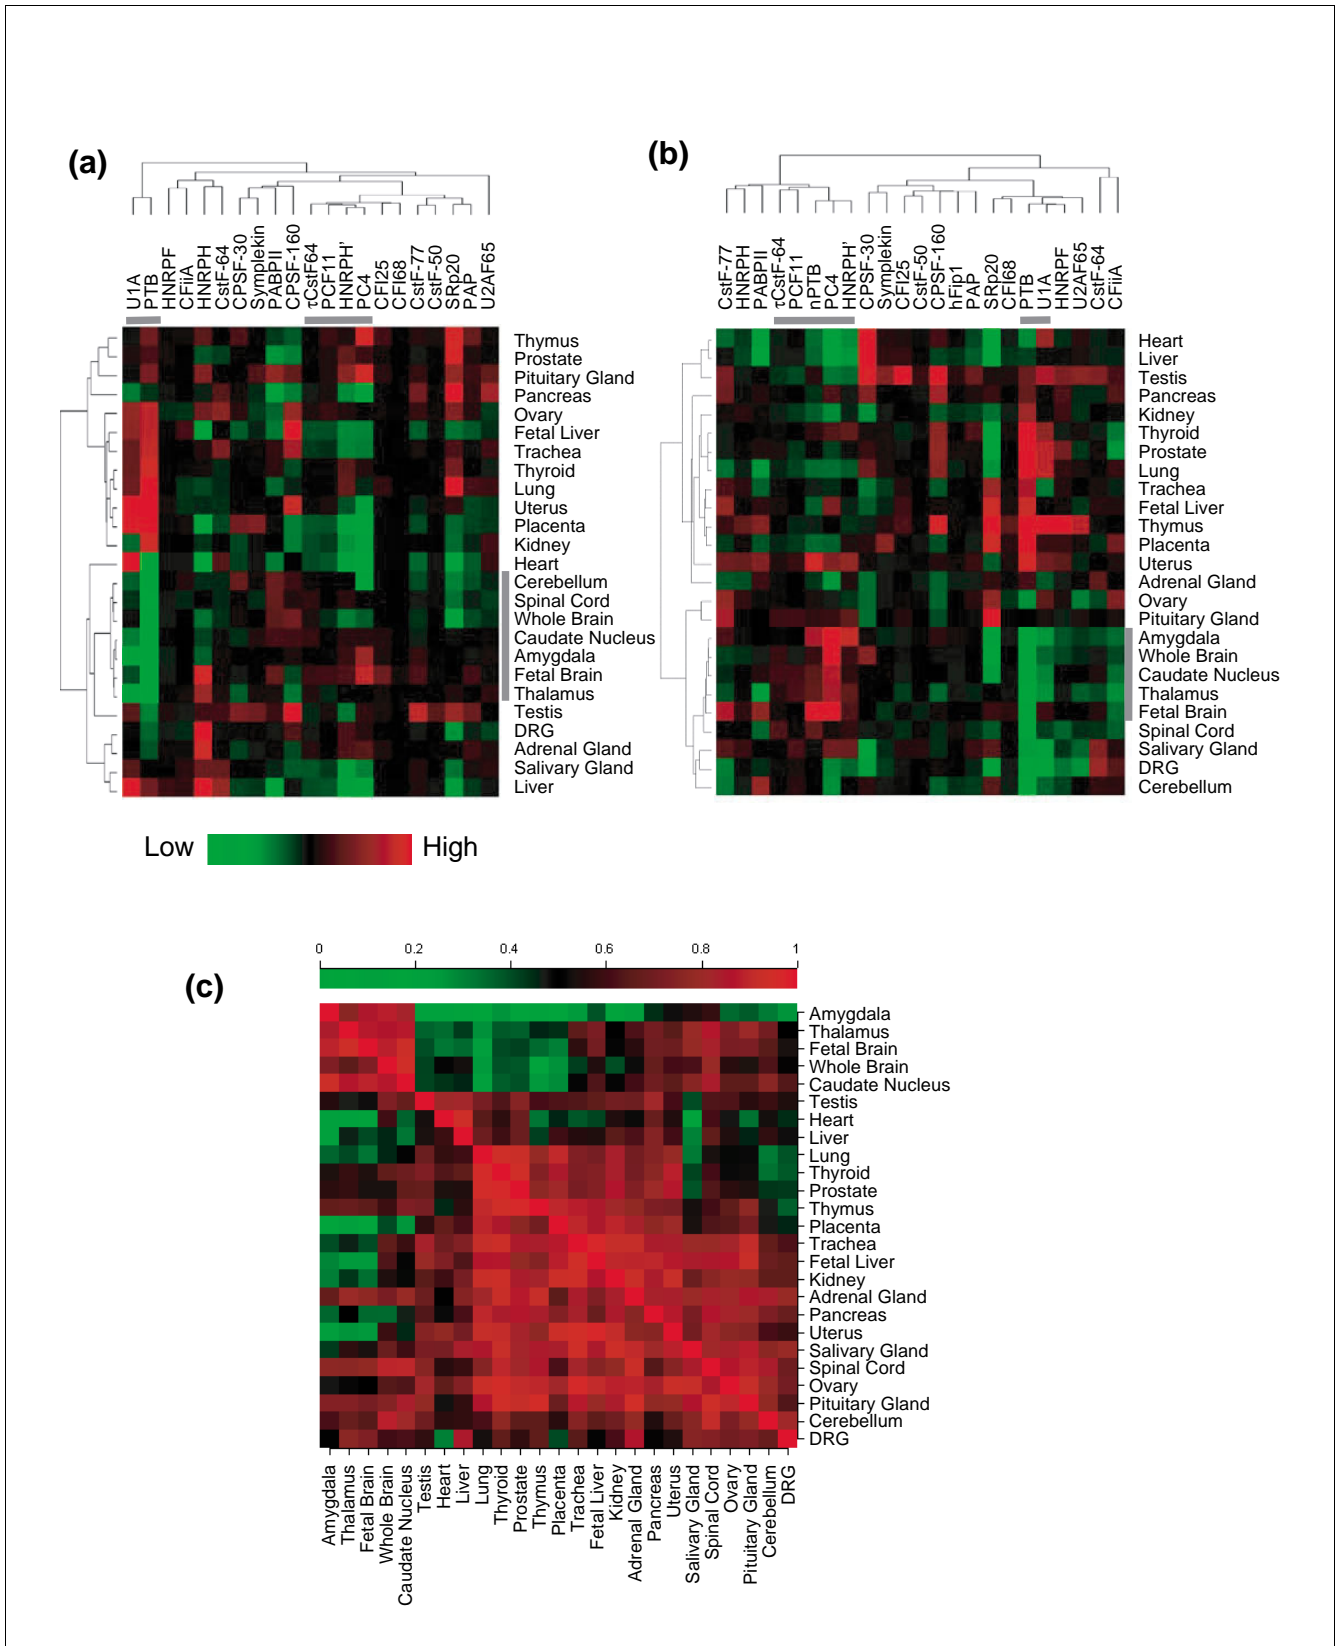 (a)
U1A
PTB
HNRPF
CFiiA
HNRPH
CstF-64
CPSF-30
Symplekin
PABPII
CPSF-160
τCstF64
PCF11
HNRPH'
PC4
CFI25
CFI68
CstF-77
CstF-50
SRp20
PAP
U2AF65
Thymus
Prostate
Pituitary Gland
Pancreas
Ovary
Fetal Liver
Trachea
Thyroid
Lung
Uterus
Placenta
Kidney
Heart
Cerebellum
Spinal Cord
Whole Brain
Caudate Nucleus
Amygdala
Fetal Brain
Thalamus
Testis
DRG
Adrenal Gland
Salivary Gland
Liver
Low High
(b)
CstF-77
HNRPH
PABPII
τCstF-64
PCF11
nPTB
PC4
HNRPH'
CPSF-30
Symplekin
CFI25
CstF-50
CPSF-160
hFip1
PAP
SRp20
CFI68
PTB
U1A
HNRPF
U2AF65
CstF-64
CFiiA
Heart
Liver
Testis
Pancreas
Kidney
Thyroid
Prostate
Lung
Trachea
Fetal Liver
Thymus
Placenta
Uterus
Adrenal Gland
Ovary
Pituitary Gland
Amygdala
Whole Brain
Caudate Nucleus
Thalamus
Fetal Brain
Spinal Cord
Salivary Gland
DRG
Cerebellum
(c)
0 0.2 0.4 0.6 0.8 1
Amygdala
Thalamus
Fetal Brain
Whole Brain
Caudate Nucleus
Testis
Heart
Liver
Lung
Thyroid
Prostate
Thymus
Placenta
Trachea
Fetal Liver
Kidney
Adrenal Gland
Pancreas
Uterus
Salivary Gland
Spinal Cord
Ovary
Pituitary Gland
Cerebellum
DRG
Amygdala
Thalamus
Fetal Brain
Whole Brain
Caudate Nucleus
Testis
Heart
Liver
Lung
Thyroid
Prostate
Thymus
Placenta
Trachea
Fetal Liver
Kidney
Adrenal Gland
Pancreas
Uterus
Salivary Gland
Spinal Cord
Ovary
Pituitary Gland
Cerebellum
DRG